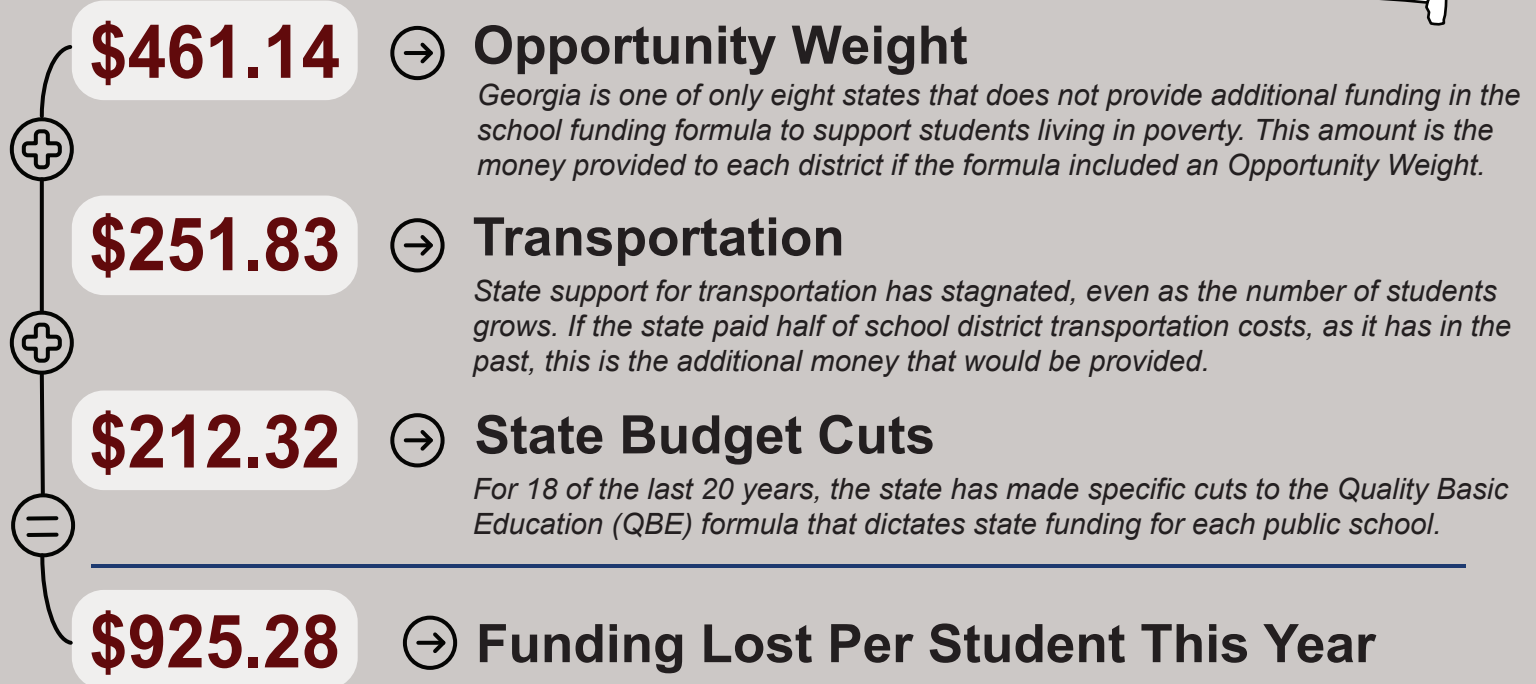 $461.14
Opportunity Weight
Georgia is one of only eight states that does not provide additional funding in the
school funding formula to support students living in poverty. This amount is the
money provided to each district if the formula included an Opportunity Weight.
$251.83
Transportation
State support for transportation has stagnated, even as the number of students
grows. If the state paid half of school district transportation costs, as it has in the
past, this is the additional money that would be provided.
$212.32
State Budget Cuts
For 18 of the last 20 years, the state has made specific cuts to the Quality Basic
Education (QBE) formula that dictates state funding for each public school.
$925.28
Funding Lost Per Student This Year